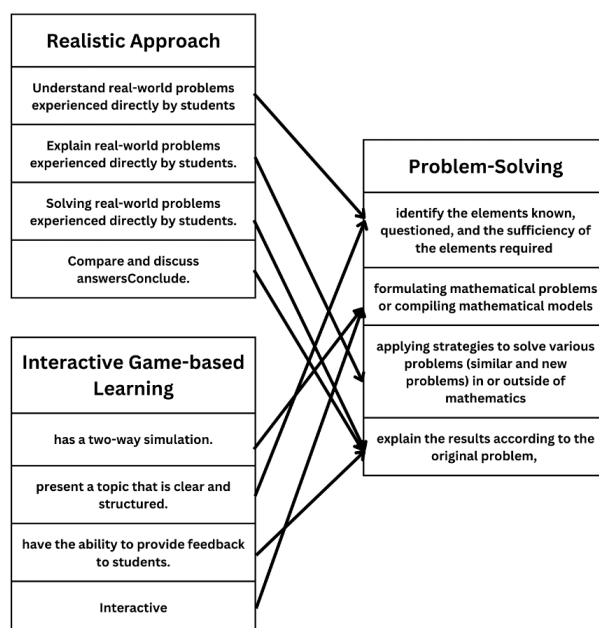 Realistic Approach
Understand real-world problems
experienced directly by students
Explain real-world problems
experienced directly by students.
Solving real-world problems
experienced directly by students.
Compare and discuss
answersConclude.
Interactive Game-based
Learning
has a two-way simulation.
present a topic that is clear and
structured.
have the ability to provide feedback
to students.
Interactive
Problem-Solving
identify the elements known,
questioned, and the sufficiency of
the elements required
formulating mathematical problems
or compiling mathematical models
applying strategies to solve various
problems (similar and new
problems) in or outside of
mathematics
explain the results according to the
original problem,